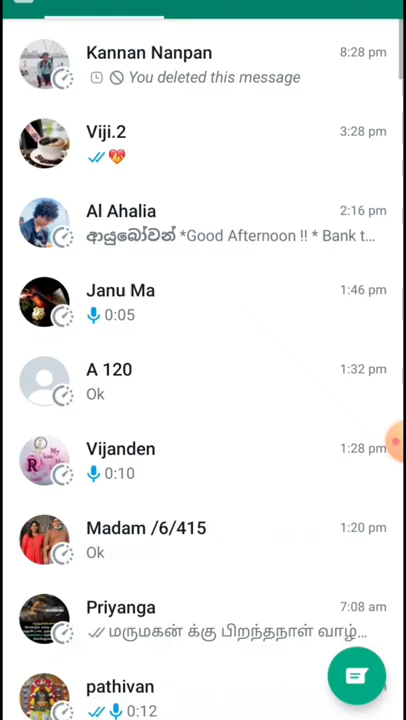 Kannan Nanpan 8:28 pm
You deleted this message
Viji.2 3:28 pm
Al Ahalia 2:16 pm
ආයුබෝවන් *Good Afternoon !! * Bank t...
Janu Ma 1:46 pm
0:05
A 120 1:32 pm
Ok
Vijanden 1:28 pm
0:10
Madam /6/415 1:20 pm
Ok
Priyanga 7:08 am
மருமகன் க்கு பிறந்தநாள் வாழ்...
pathivan
0:12